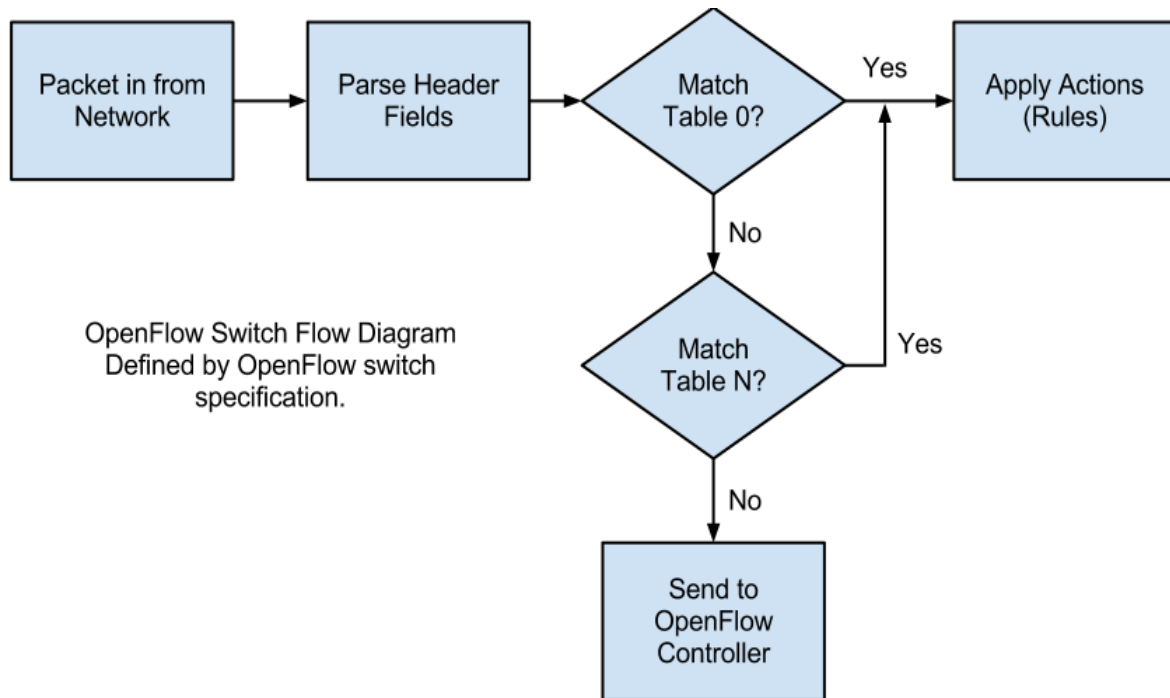 Packet in from
Network
Parse Header
Fields
Match
Table 0?
Yes
Apply Actions
(Rules)
No
OpenFlow Switch Flow Diagram
Defined by OpenFlow switch
specification.
Match
Table N?
Yes
No
Send to
OpenFlow
Controller